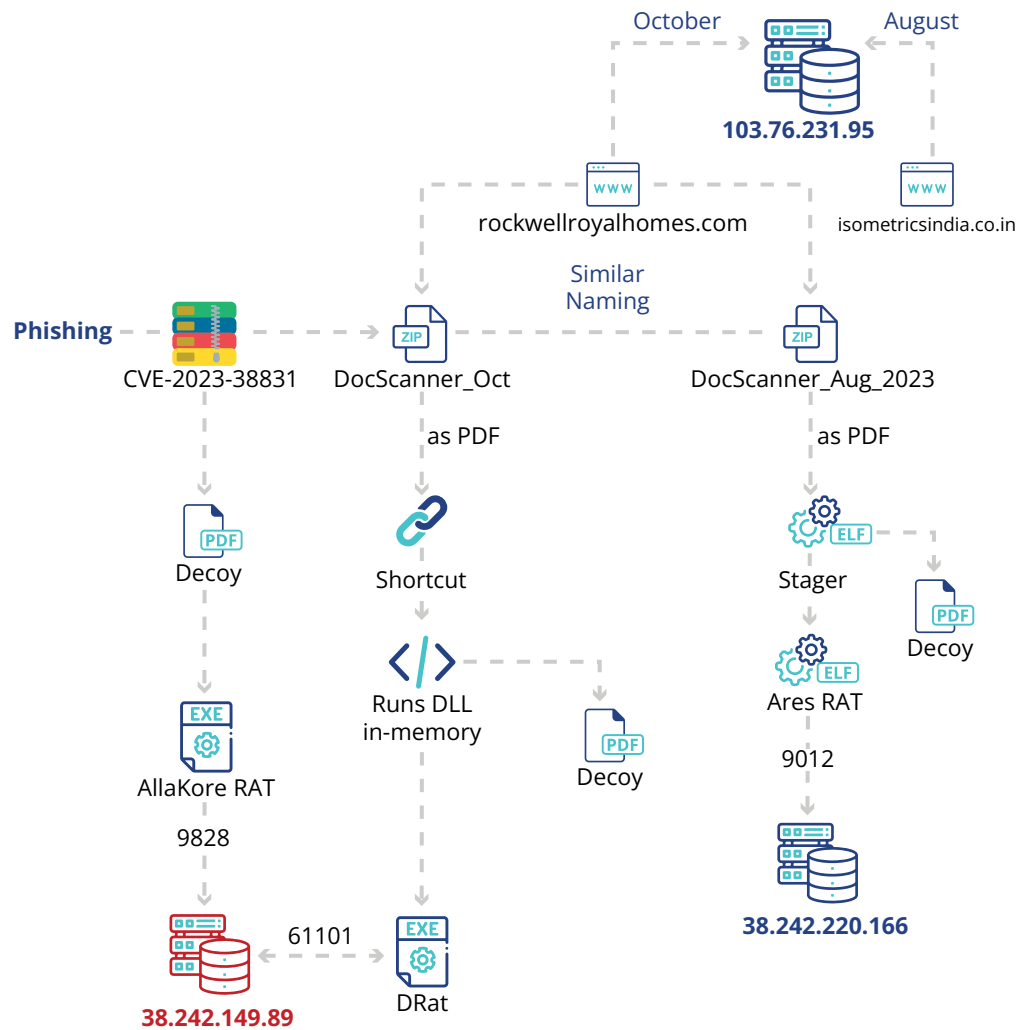 October
August
103.76.231.95
WWW
WWW
rockwellroyalhomes.com
isometricsindia.co.in
Similar
Naming
Phishing
ZIP
ZIP
CVE-2023-38831
DocScanner_Oct
DocScanner_Aug_2023
as PDF
as PDF
PDF
ELF
Decoy
Shortcut
Stager
PDF
Decoy
ELF
Runs DLL
in-memory
Ares RAT
EXE
PDF
Decoy
AllaKore RAT
9012
9828
38.242.220.166
61101
EXE
DRat
38.242.149.89